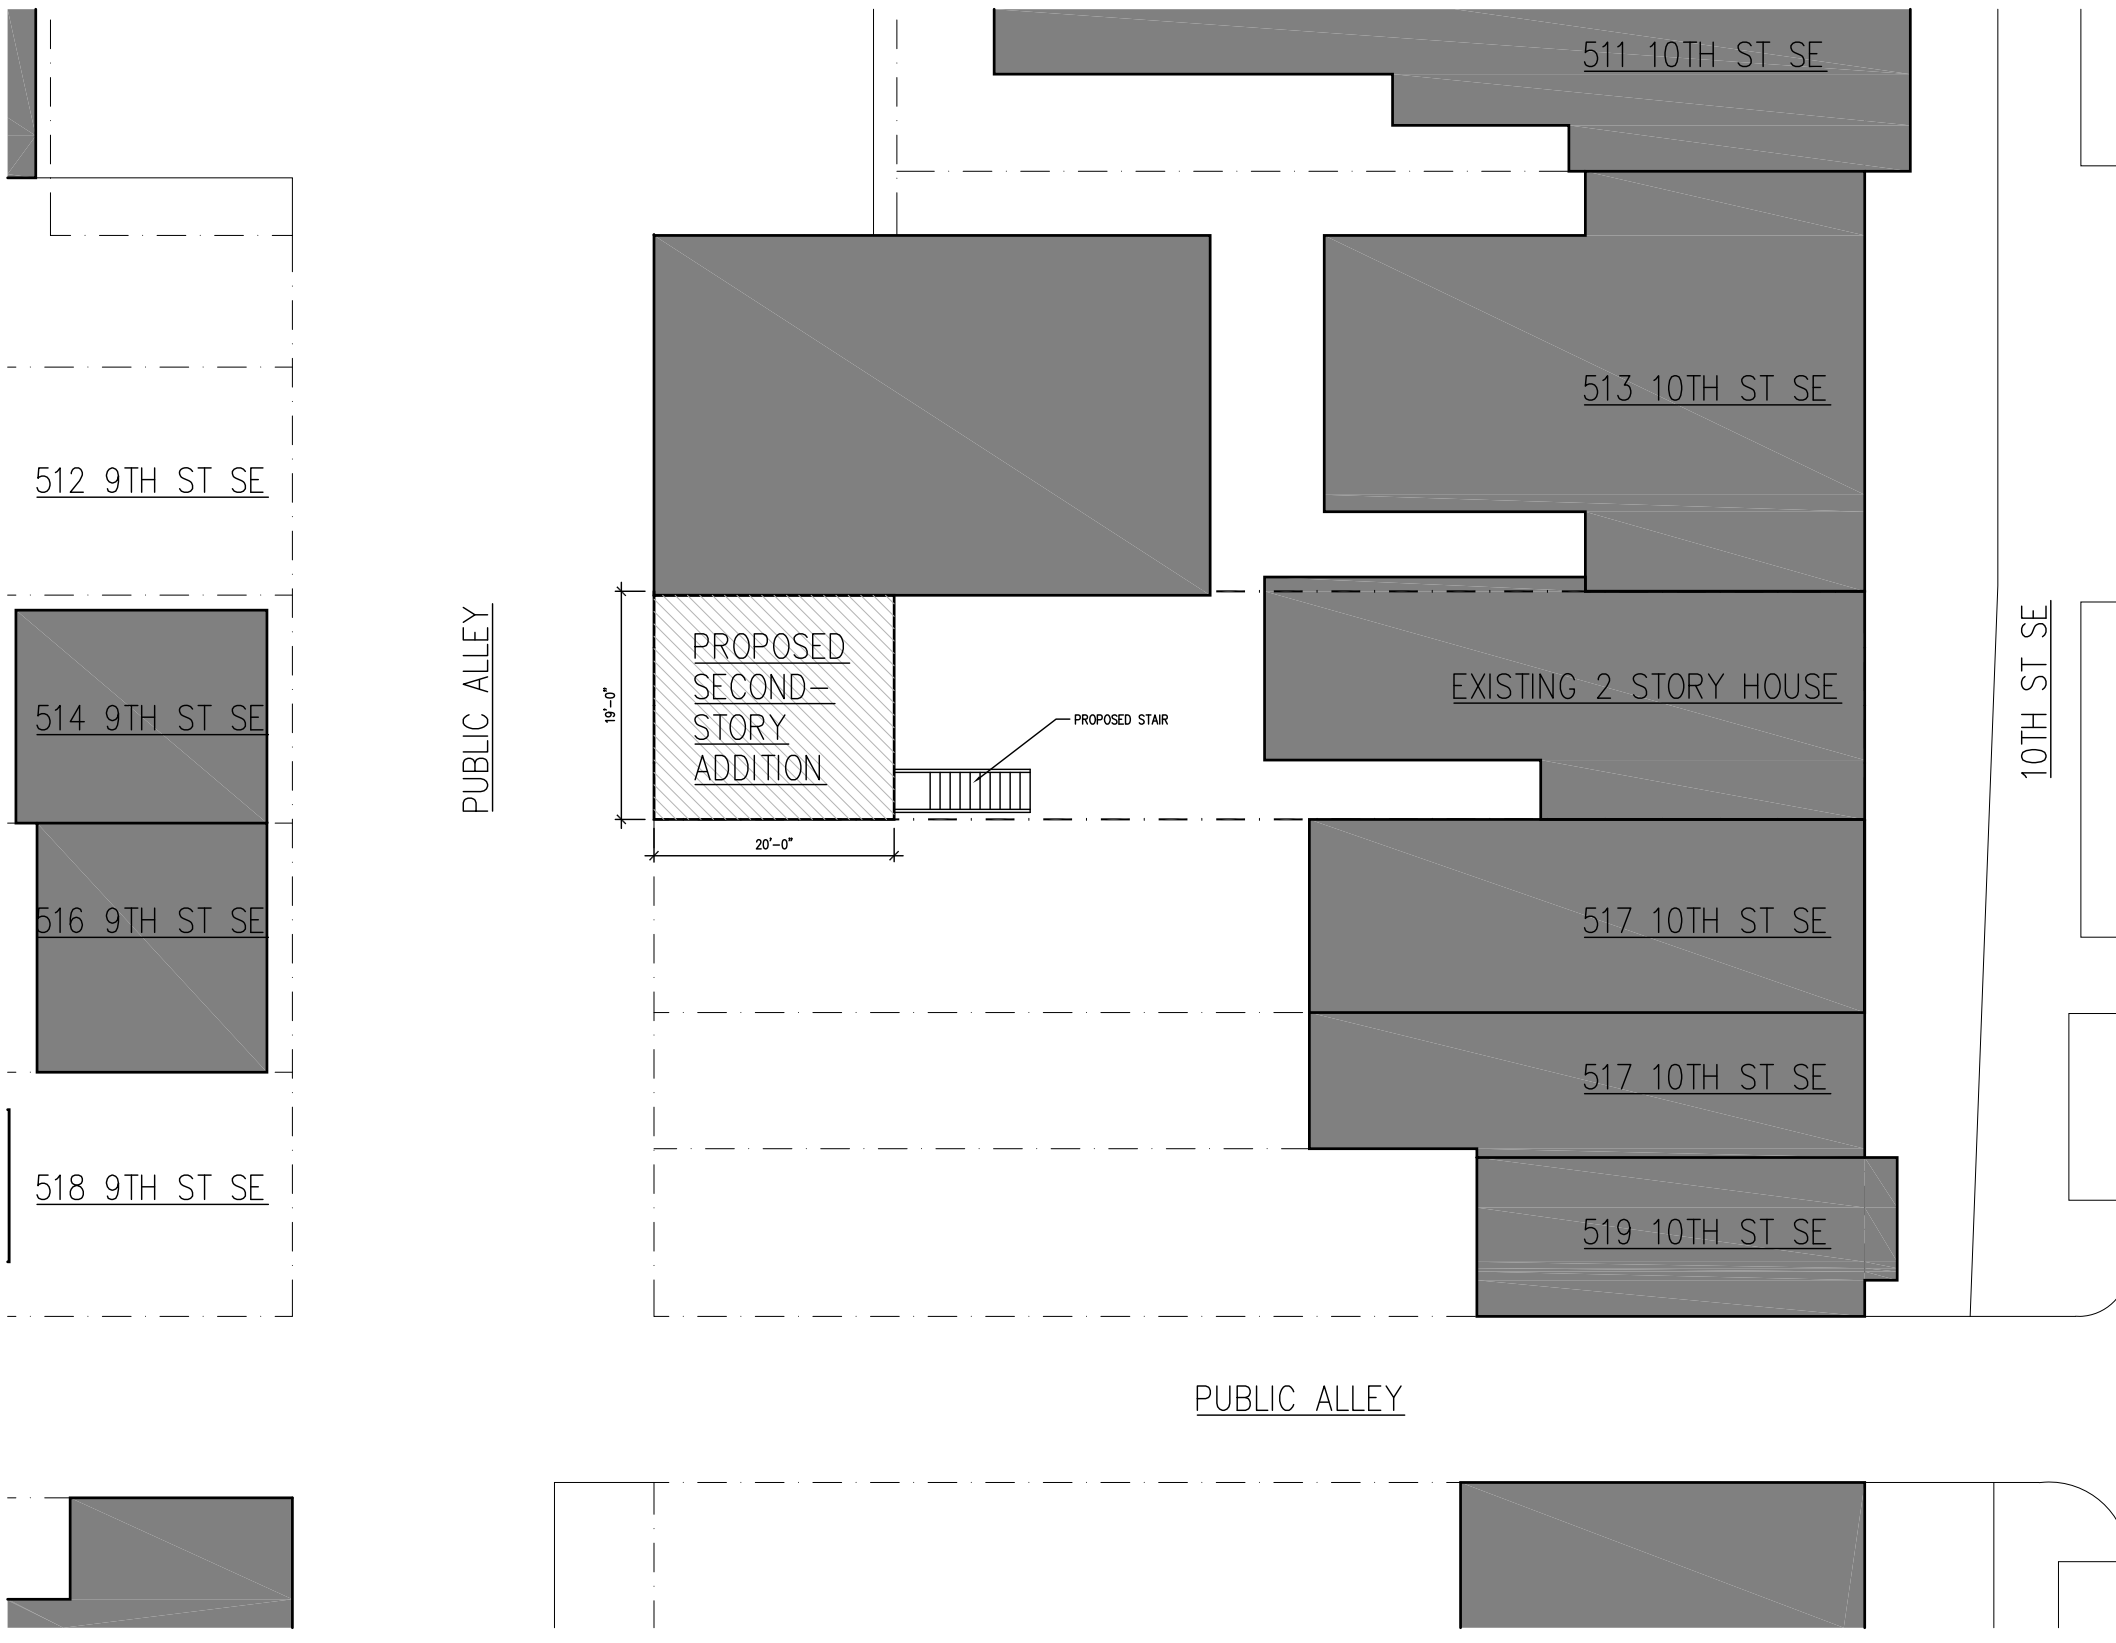 511 10TH ST SE
513 10TH ST SE
512 9TH ST SE
PUBLIC ALLEY
19'-0"
PROPOSED
SECOND-
STORY
ADDITION
PROPOSED STAIR
EXISTING 2 STORY HOUSE
10TH ST SE
514 9TH ST SE
20'-0"
516 9TH ST SE
517 10TH ST SE
517 10TH ST SE
518 9TH ST SE
519 10TH ST SE
PUBLIC ALLEY